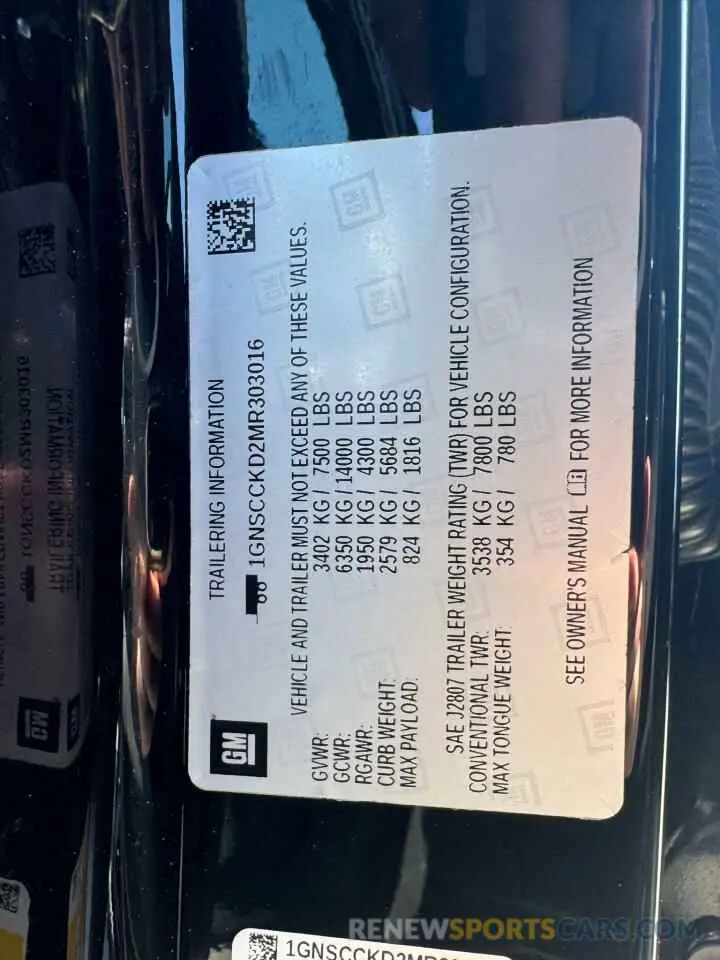 GM
TRAILERING INFORMATION
1GNSCCKD2MR303016
VEHICLE AND TRAILER MUST NOT EXCEED ANY OF THESE VALUES.
GVWR: 3402 KG/ 7500 LBS
GCWR: 6350 KG/14000 LBS
RGAWR: 1950 KG/ 4300 LBS
CURB WEIGHT: 2579 KG/ 5684 LBS
MAX PAYLOAD: 824 KG/ 1816 LBS
SAE J2807 TRAILER WEIGHT RATING (TWR) FOR VEHICLE CONFIGURATION.
CONVENTIONAL TWR: 3538 KG/ 7800 LBS
MAX TONGUE WEIGHT: 354 KG/ 780 LBS
SEE OWNER'S MANUAL FOR MORE INFORMATION
RENEWSPORTSCARS.COM